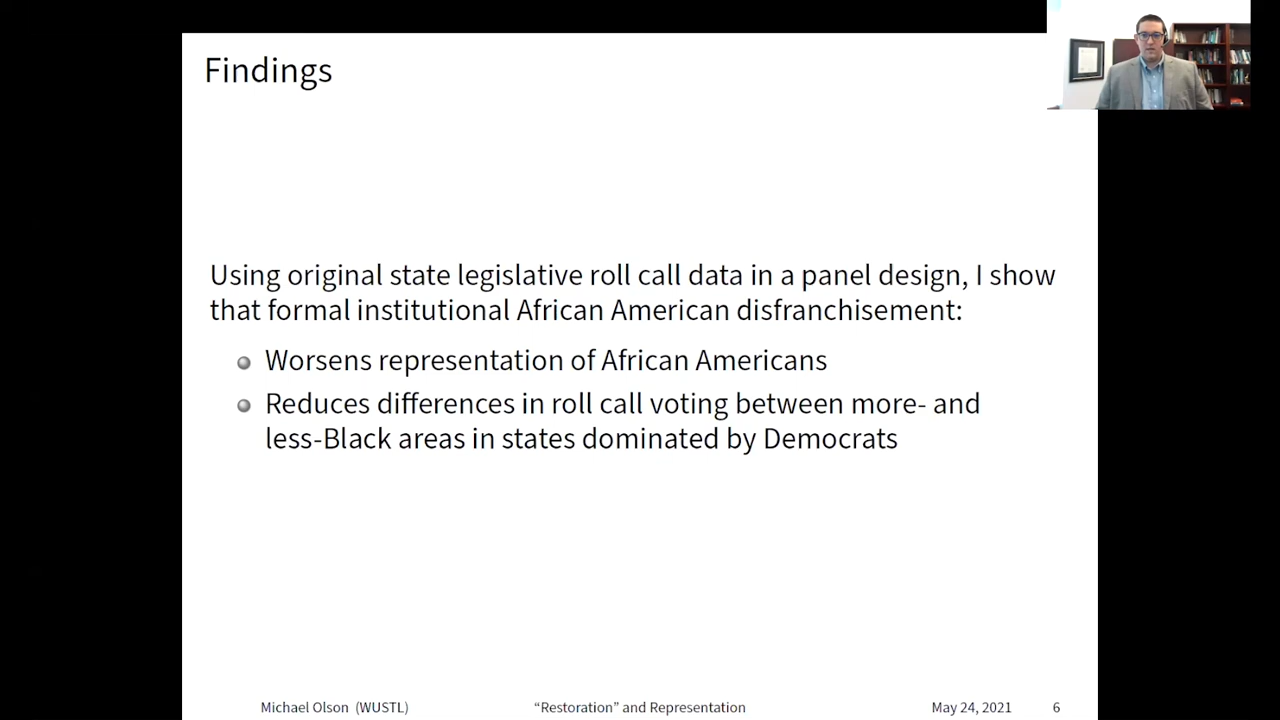 Findings
Using original state legislative roll call data in a panel design, I show
that formal institutional African American disfranchisement:
Worsens representation of African Americans
Reduces differences in roll call voting between more- and
less-Black areas in states dominated by Democrats
Michael Olson (WUSTL) “Restoration” and Representation May 24, 2021 6